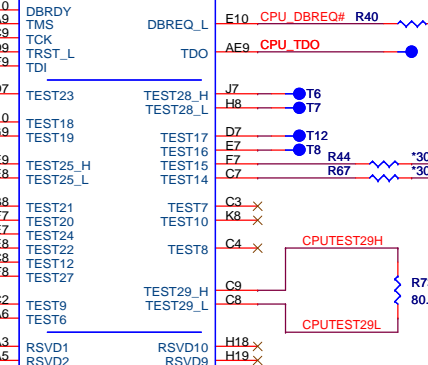 DBRDY
TMS DBREQ_L E10 CPU_DBREQ# R40
TCK
TRST_L TDO AE9 CPU_TDO
TDI
TEST23 TEST28_H J7 T6
TEST28_L H8 T7
TEST18
TEST19 TEST17 D7 T12
TEST16 E7 T8
TEST25_H TEST15 F7 R44
TEST25_L TEST14 C7 R67
TEST21 TEST7 C3
TEST20 TEST10 K8
TEST24
TEST22 TEST8 C4 CPUTEST29H
TEST12
TEST27
TEST29_H C9
TEST9 TEST29_L C8
TEST6 CPUTEST29L
RSVD1 RSVD10 H18
RSVD2 RSVD9 H19